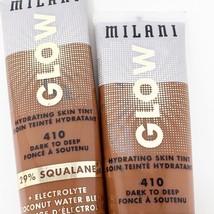 MILANI
GLOW
HYDRATING SKIN TINT
SOIN TEINTÉ HYDRATANT
410
DARK TO DEEP
FONCÉ À SOUTENU
29% SQUALANE
+ ELECTROLYTE
COCONUT WATER BLE
MILANI
GLOW
HYDRATING SKIN TINT
SOIN TEINTÉ HYDRATANT
410
DARK TO DEEP
FONCÉ À SOUTENU